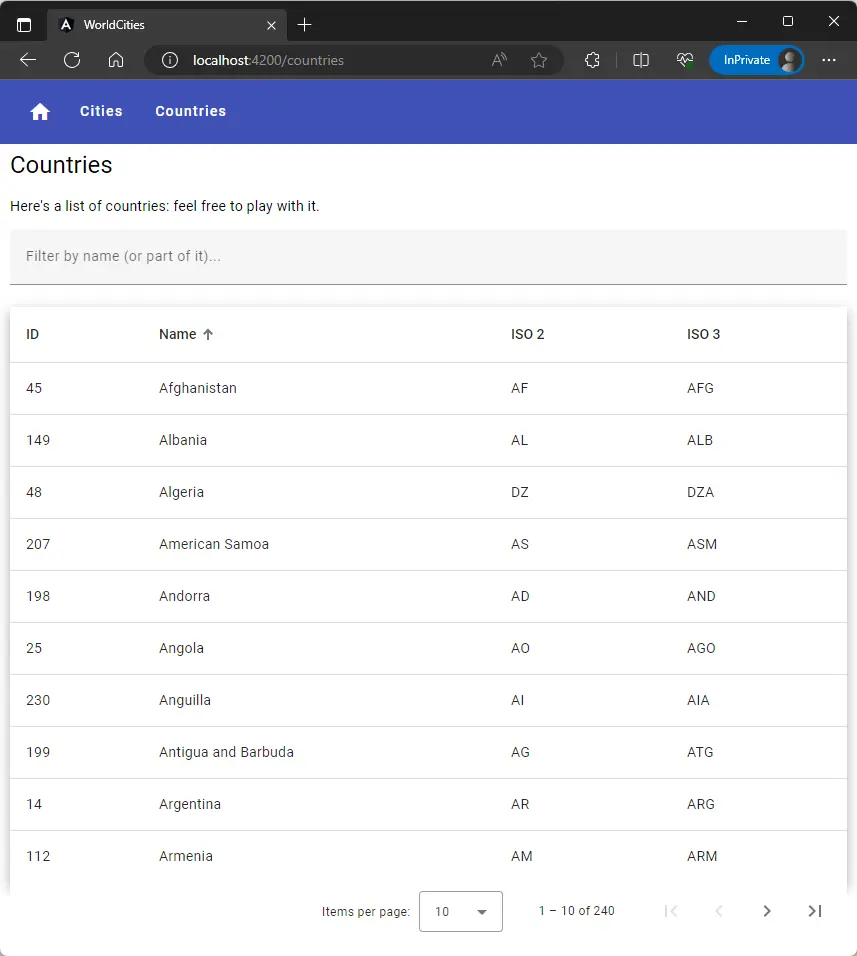 WorldCities
localhost:4200/countries
InPrivate
Cities Countries
Countries
Here's a list of countries: feel free to play with it.
Filter by name (or part of it)...
ID Name ISO 2 ISO 3
45 Afghanistan AF AFG
149 Albania AL ALB
48 Algeria DZ DZA
207 American Samoa AS ASM
198 Andorra AD AND
25 Angola AO AGO
230 Anguilla AI AIA
199 Antigua and Barbuda AG ATG
14 Argentina AR ARG
112 Armenia AM ARM
Items per page: 10 1 – 10 of 240